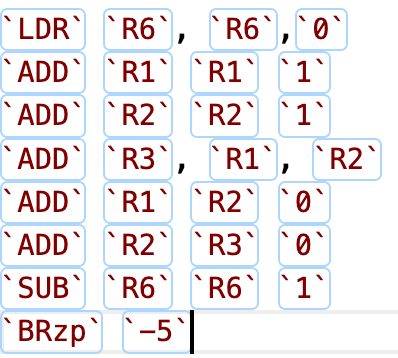 `LDR` `R6`, `R6`,`0`
`ADD` `R1` `R1` `1`
`ADD` `R2` `R2` `1`
`ADD` `R3`, `R1`, `R2`
`ADD` `R1` `R2` `0`
`ADD` `R2` `R3` `0`
`SUB` `R6` `R6` `1`
`BRzp` `-5`